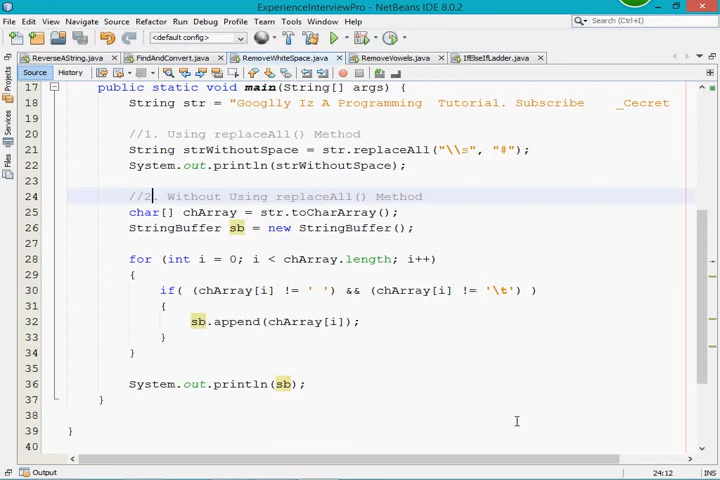 ExperienceInterviewPro - NetBeans IDE 8.0.2
File Edit View Navigate Source Refactor Run Debug Profile Team Tools Window Help
Search (Ctrl+I)
<default config>
ReverseAString.java FindAndConvert.java RemoveWhiteSpace.java RemoveVowels.java IfElseIfLadder.java
Source History
Projects
Services
Files
17 public static void main(String[] args) {
18 String str = "Googlly Iz A Programming  Tutorial. Subscribe    _Cecret
19
20 //1. Using replaceAll() Method
21 String strWithoutSpace = str.replaceAll("\\s", "#");
22 System.out.println(strWithoutSpace);
23
24 //2. Without Using replaceAll() Method
25 char[] chArray = str.toCharArray();
26 StringBuffer sb = new StringBuffer();
27
28 for (int i = 0; i < chArray.length; i++)
29 {
30 if( (chArray[i] != ' ') && (chArray[i] != '\t') )
31 {
32 sb.append(chArray[i]);
33 }
34 }
35
36 System.out.println(sb);
37 }
38
39 }
40
Output
24:12 INS